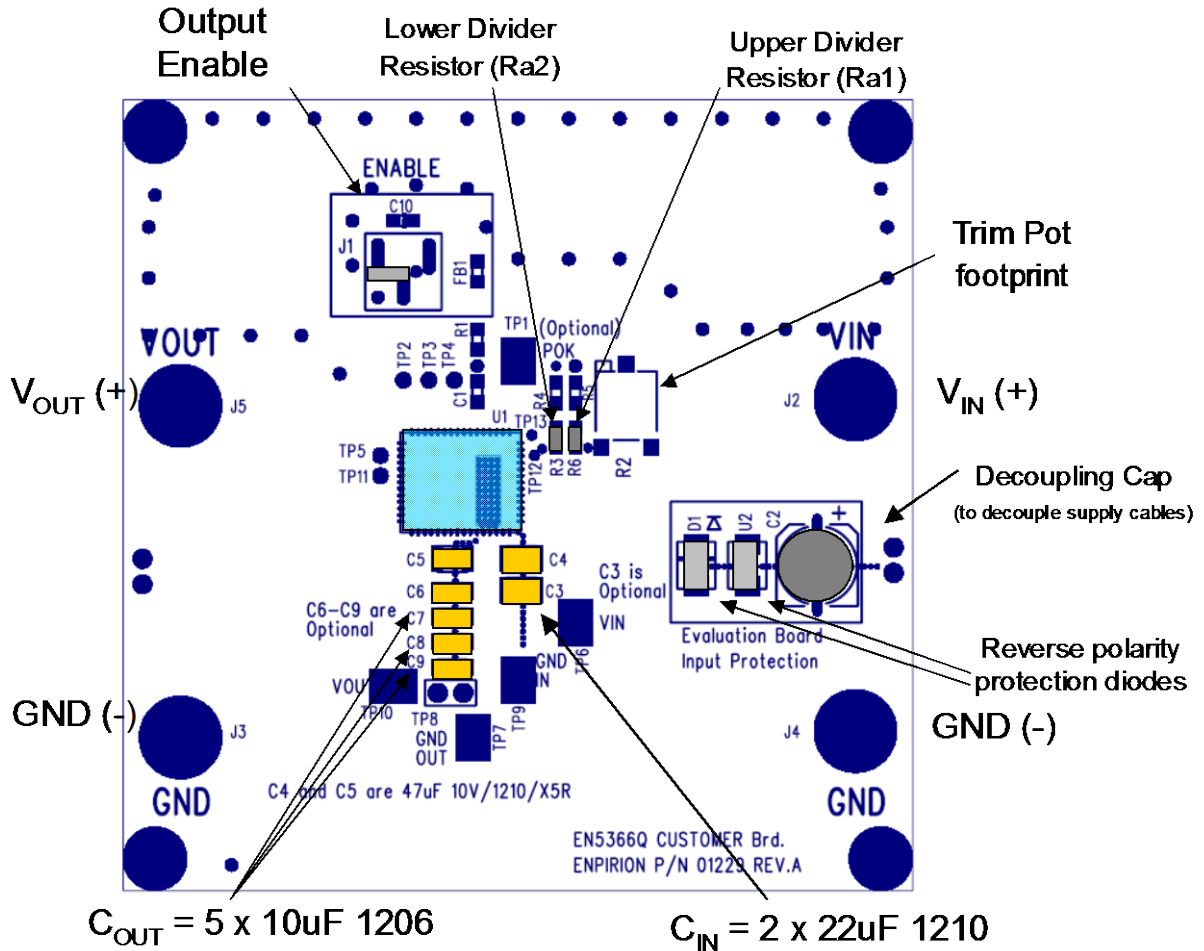 Output
Enable
Lower Divider
Resistor (Ra2)
Upper Divider
Resistor (Ra1)
ENABLE
C10
J1
FB1
Trim Pot
footprint
VOUT
R1
TP1
(Optional)
POK
VIN
TP2
TP3
TP4
C1
R4
R5
V_OUT (+)
J5
J2
V_IN (+)
U1
TP13
TP5
TP11
TP12
R3
R6
R2
Decoupling Cap
(to decouple supply cables)
D1
U2
C2
+
C5
C4
C6
C3
C3 is
Optional
C6-C9 are
Optional
C7
C8
C9
VIN
TP6
Evaluation Board
Input Protection
Reverse polarity
protection diodes
VOUT
TP10
GND
IN
TP9
TP8
GND
OUT
TP7
GND (-)
J3
J4
GND (-)
C4 and C5 are 47uF 10V/1210/X5R
GND
GND
EN5366Q CUSTOMER Brd.
ENPIRION P/N 01229 REV.A
C_OUT = 5 x 10uF 1206
C_IN = 2 x 22uF 1210